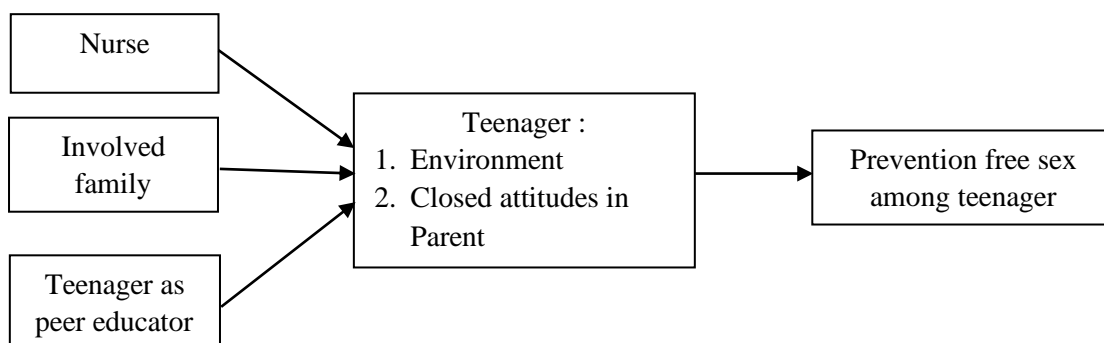 Nurse
Involved
family
Teenager as
peer educator
Teenager :
1. Environment
2. Closed attitudes in
Parent
Prevention free sex
among teenager